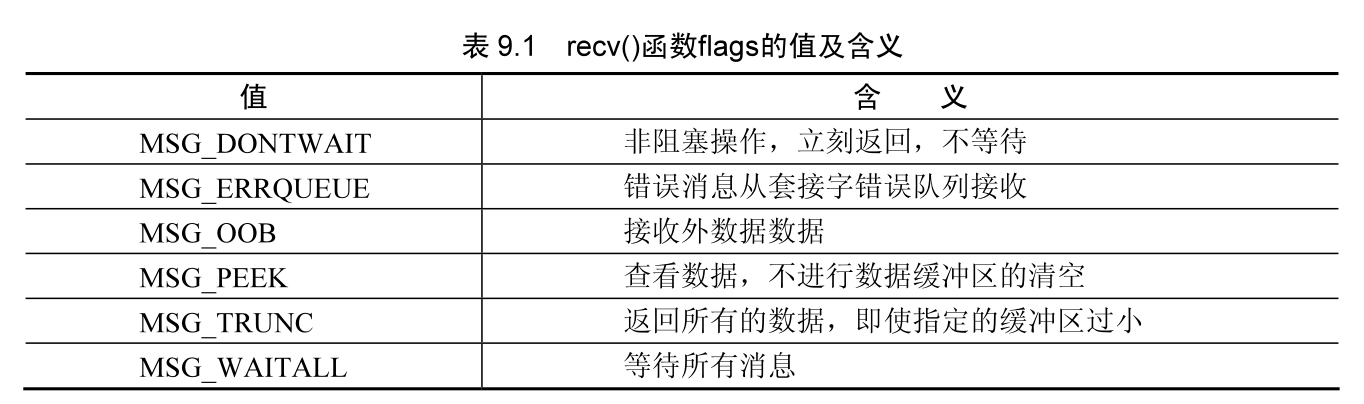 表 9.1 recv()函数flags的值及含义
值 含 义
MSG_DONTWAIT 非阻塞操作，立刻返回，不等待
MSG_ERRQUEUE 错误消息从套接字错误队列接收
MSG_OOB 接收外数据数据
MSG_PEEK 查看数据，不进行数据缓冲区的清空
MSG_TRUNC 返回所有的数据，即使指定的缓冲区过小
MSG_WAITALL 等待所有消息